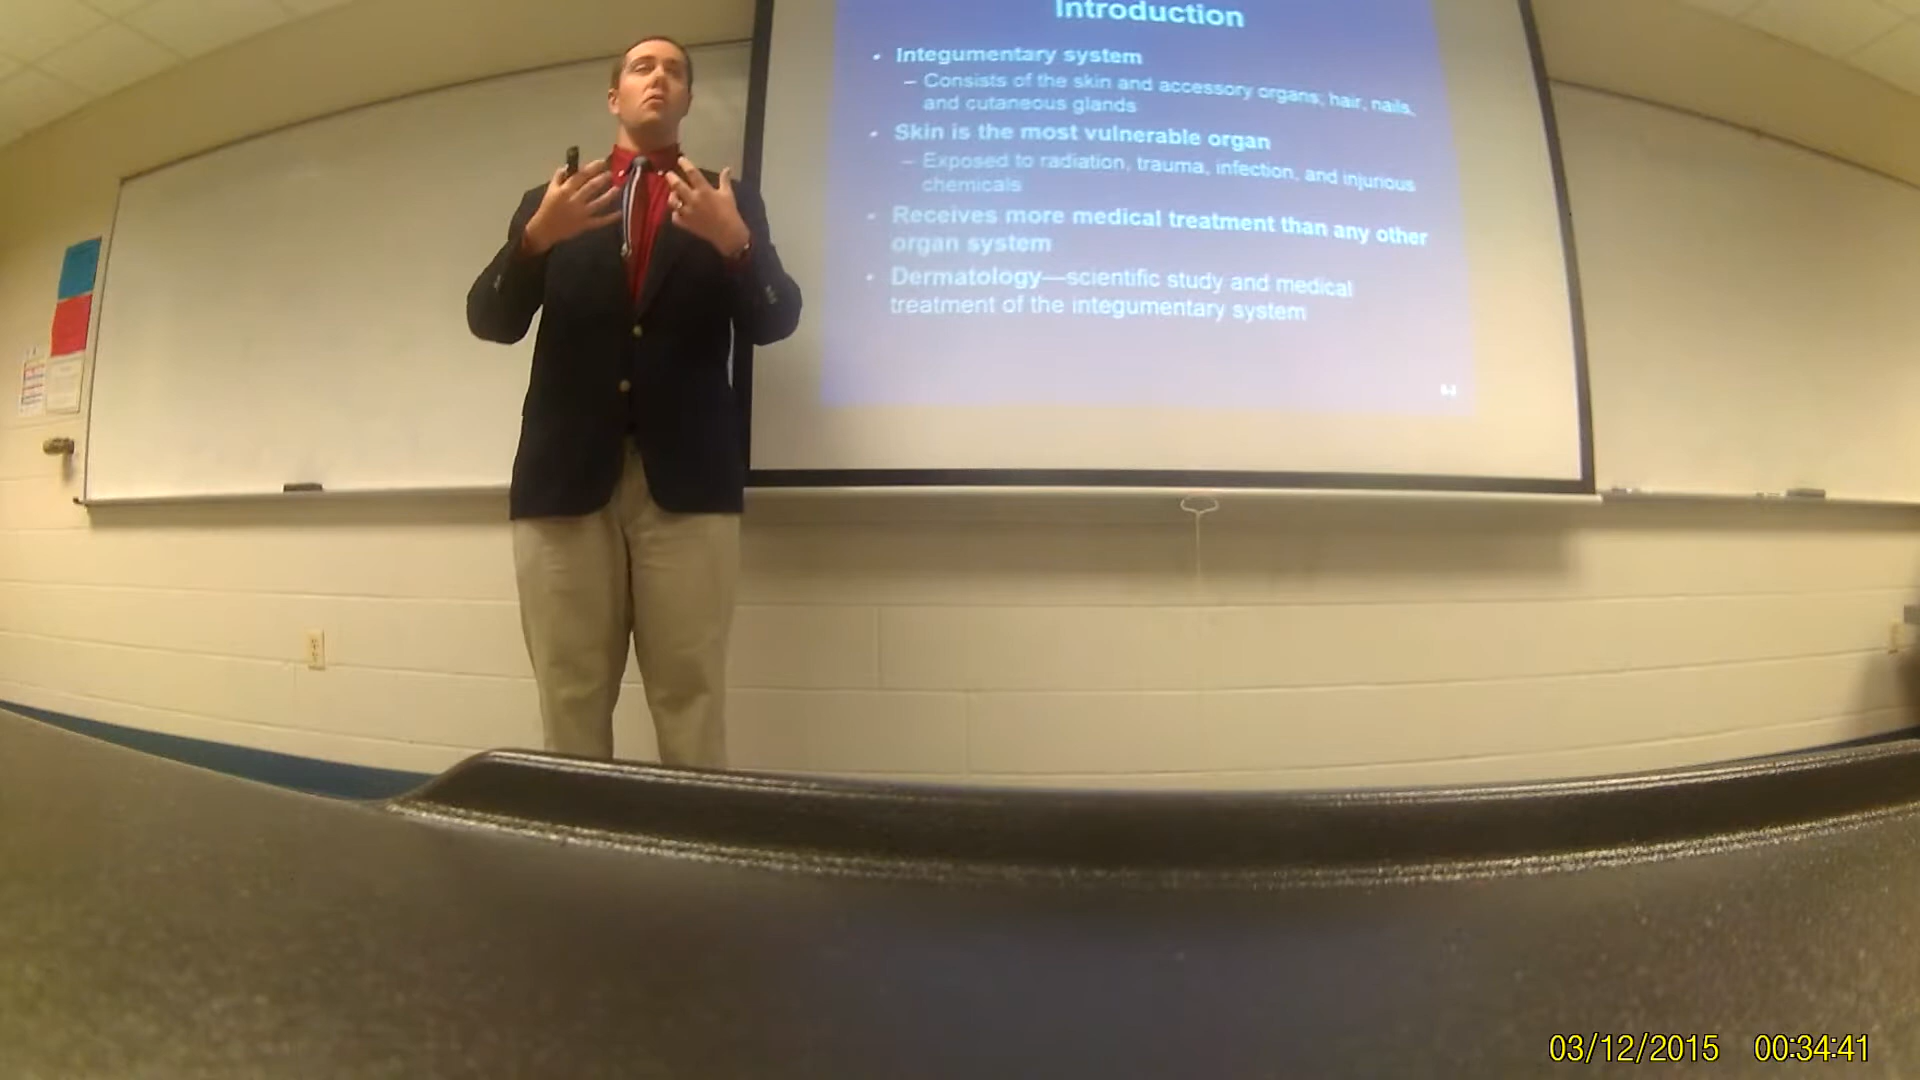 Introduction
• Integumentary system
– Consists of the skin and accessory organs; hair, nails,
and cutaneous glands
• Skin is the most vulnerable organ
– Exposed to radiation, trauma, infection, and injurious
chemicals
• Receives more medical treatment than any other
organ system
• Dermatology—scientific study and medical
treatment of the integumentary system
03/12/2015 00:34:41